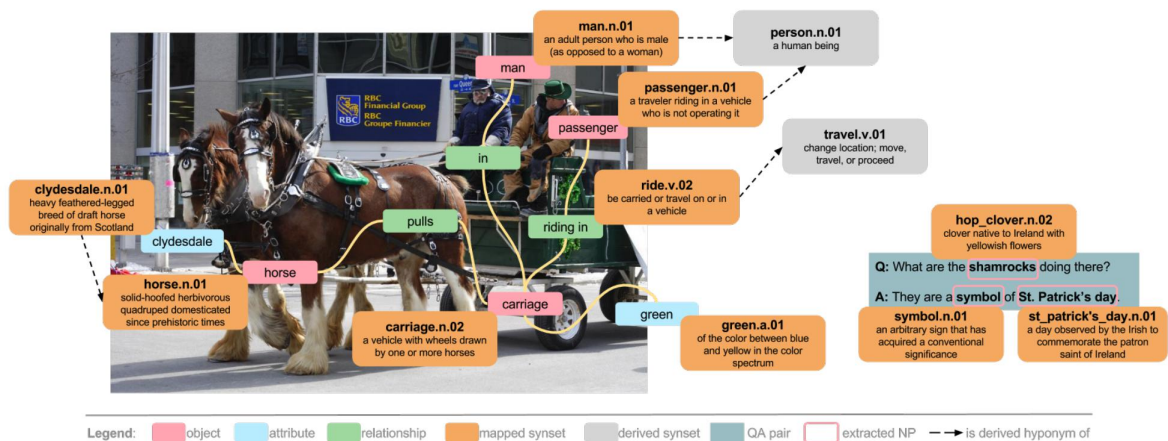 man.n.01
an adult person who is male
(as opposed to a woman)
person.n.01
a human being
man
passenger.n.01
a traveler riding in a vehicle
who is not operating it
RBC
Financial Group
RBC
Groupe Financier
RBC
Queen
passenger
travel.v.01
change location; move,
travel, or proceed
in
clydesdale.n.01
heavy feathered-legged
breed of draft horse
originally from Scotland
ride.v.02
be carried or travel on or in
a vehicle
hop_clover.n.02
clover native to Ireland with
yellowish flowers
pulls
riding in
clydesdale
Q: What are the shamrocks doing there?
horse
A: They are a symbol of St. Patrick's day.
horse.n.01
solid-hoofed herbivorous
quadruped domesticated
since prehistoric times
carriage
green
carriage.n.02
a vehicle with wheels drawn
by one or more horses
green.a.01
of the color between blue
and yellow in the color
spectrum
symbol.n.01
an arbitrary sign that has
acquired a conventional
significance
st_patrick's_day.n.01
a day observed by the Irish to
commemorate the patron
saint of Ireland
Legend: object attribute relationship mapped synset derived synset QA pair extracted NP is derived hyponym of